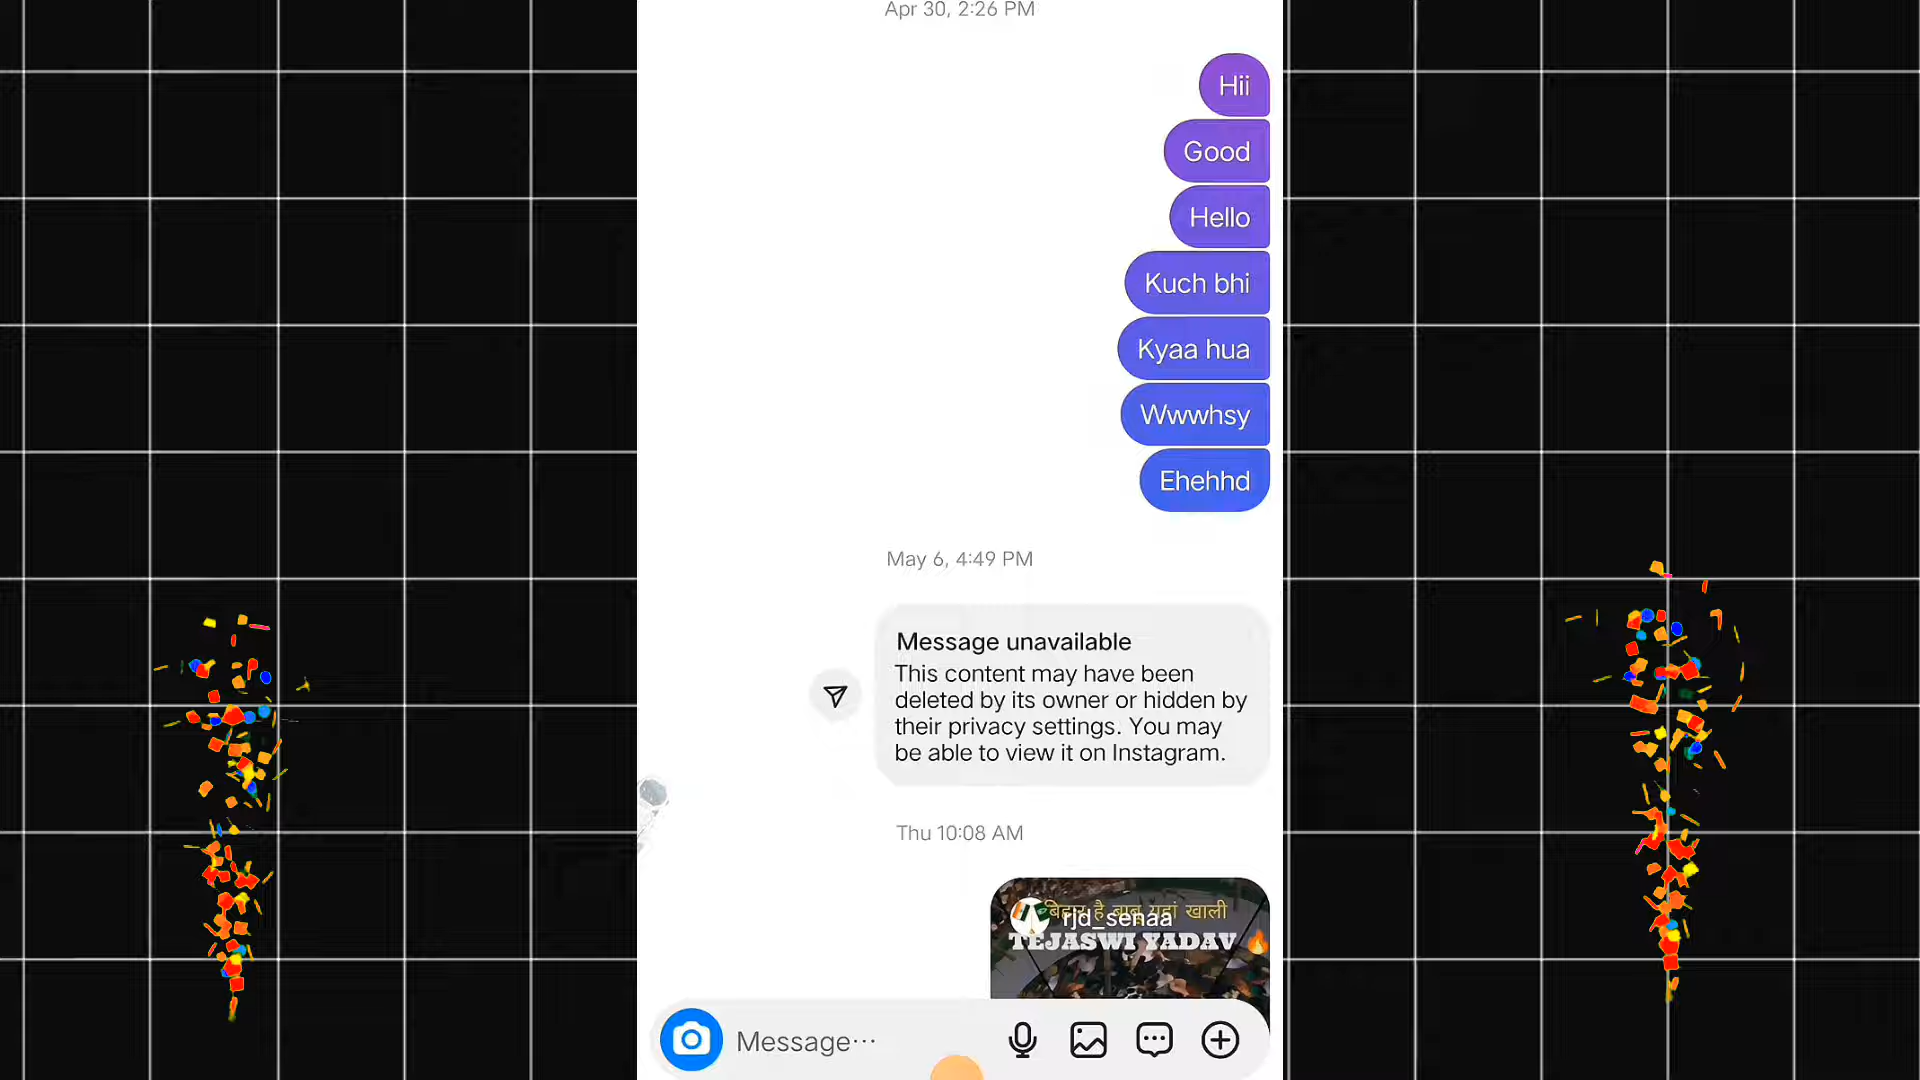 Apr 30, 2:26 PM
Hii
Good
Hello
Kuch bhi
Kyaa hua
Wwwhsy
Ehehhd
May 6, 4:49 PM
Message unavailable
This content may have been
deleted by its owner or hidden by
their privacy settings. You may
be able to view it on Instagram.
Thu 10:08 AM
बिहार है बाबू यहां खाली
rjd_senaa
TEJASWI YADAV
Message...